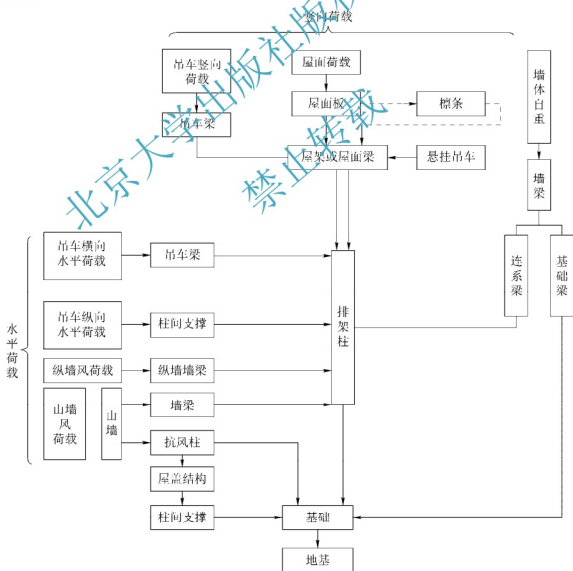 竖向荷载
吊车竖向
荷载
屋面荷载
墙体自重
屋面板
檩条
吊车梁
屋架或屋面梁
悬挂吊车
墙梁
吊车横向
水平荷载
吊车梁
连系梁
基础梁
排架柱
吊车纵向
水平荷载
柱间支撑
水平荷载
纵墙风荷载
纵墙墙梁
山墙
风
荷载
山墙
墙梁
抗风柱
屋盖结构
柱间支撑
基础
地基
北京大学出版社版权
禁止转载